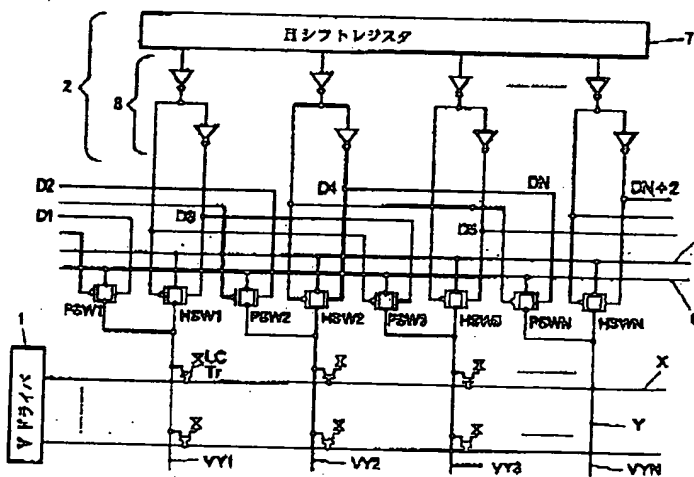 Hシフトレジスタ
7
2
8
D2
D4
DN
DN+2
D1
D3
D5
PSW1
HSW1
PSW2
HSW2
PSW3
HSW3
PSWN
HSWN
6
1
Vドライバ
LC
Tr
X
Y
VY1
VY2
VY3
VYN